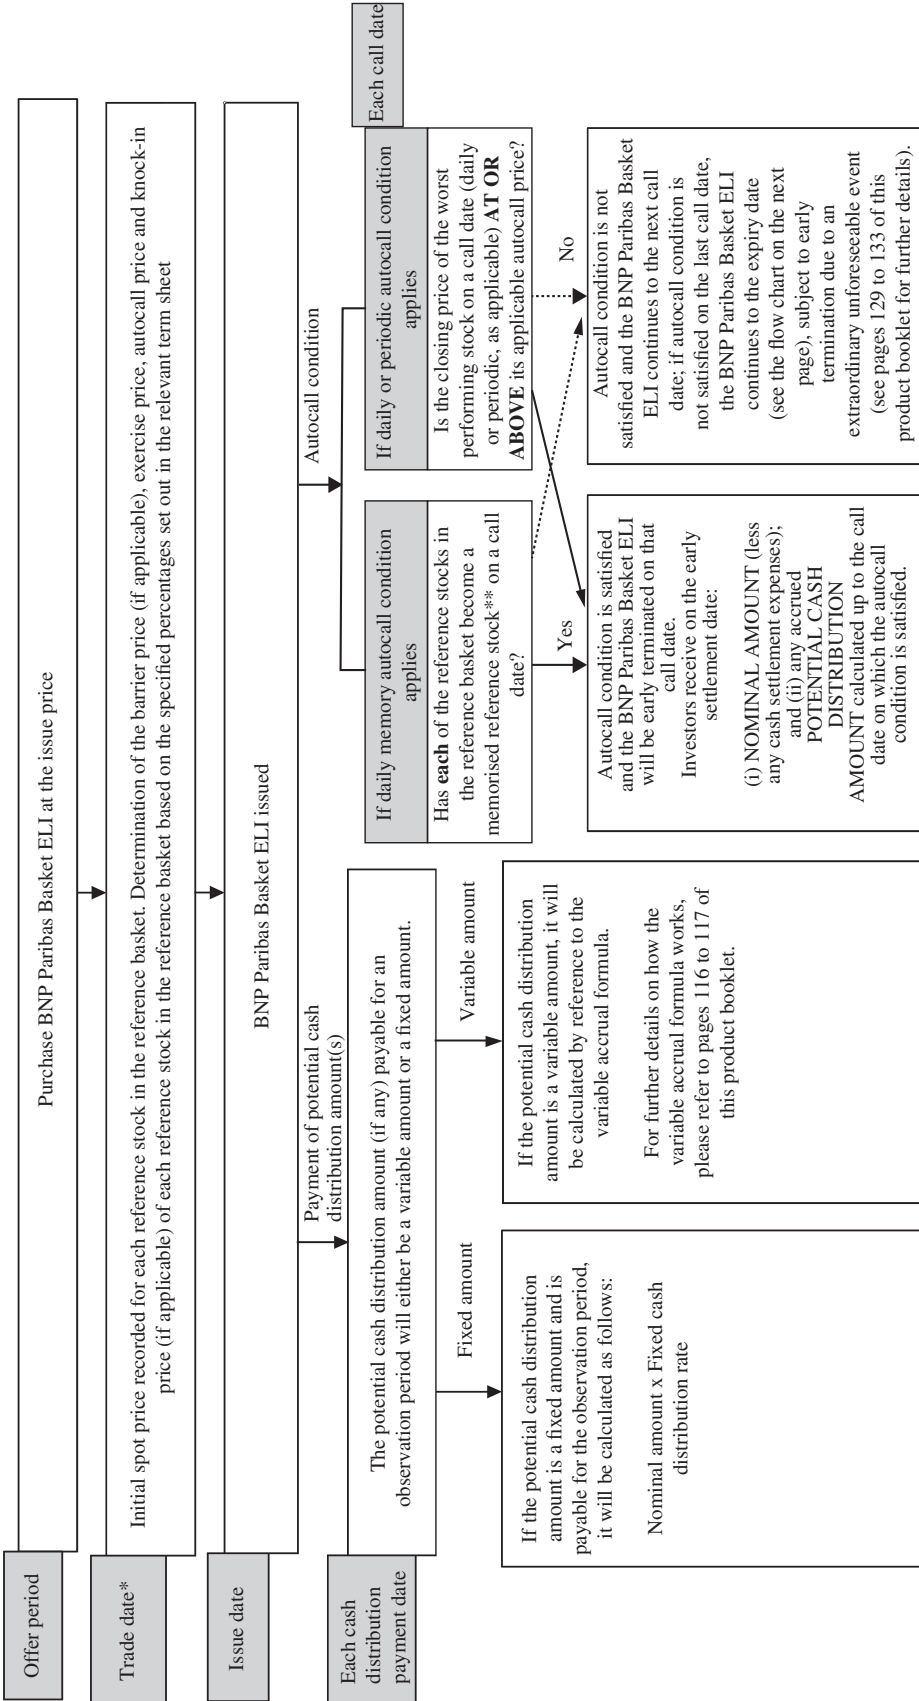 Offer period
Purchase BNP Paribas Basket ELI at the issue price
Trade date*
Initial spot price recorded for each reference stock in the reference basket. Determination of the barrier price (if applicable), exercise price, autocall price and knock-in
price (if applicable) of each reference stock in the reference basket based on the specified percentages set out in the relevant term sheet
Issue date
BNP Paribas Basket ELI issued
Payment of potential cash
distribution amount(s)
Autocall condition
Each cash
distribution
payment date
The potential cash distribution amount (if any) payable for an
observation period will either be a variable amount or a fixed amount.
Fixed amount
Variable amount
If the potential cash distribution
amount is a fixed amount and is
payable for the observation period,
it will be calculated as follows:
Nominal amount x Fixed cash
distribution rate
If the potential cash distribution
amount is a variable amount, it will
be calculated by reference to the
variable accrual formula.
For further details on how the
variable accrual formula works,
please refer to pages 116 to 117 of
this product booklet.
Each call date
If daily memory autocall condition
applies
Has each of the reference stocks in
the reference basket become a
memorised reference stock** on a call
date?
If daily or periodic autocall condition
applies
Is the closing price of the worst
performing stock on a call date (daily
or periodic, as applicable) AT OR
ABOVE its applicable autocall price?
Yes
No
Autocall condition is satisfied
and the BNP Paribas Basket ELI
will be early terminated on that
call date.
Investors receive on the early
settlement date:
(i) NOMINAL AMOUNT (less
any cash settlement expenses);
and (ii) any accrued
POTENTIAL CASH
DISTRIBUTION
AMOUNT calculated up to the call
date on which the autocall
condition is satisfied.
Autocall condition is not
satisfied and the BNP Paribas Basket
ELI continues to the next call
date; if autocall condition is
not satisfied on the last call date,
the BNP Paribas Basket ELI
continues to the expiry date
(see the flow chart on the next
page), subject to early
termination due to an
extraordinary unforeseeable event
(see pages 129 to 133 of this
product booklet for further details).